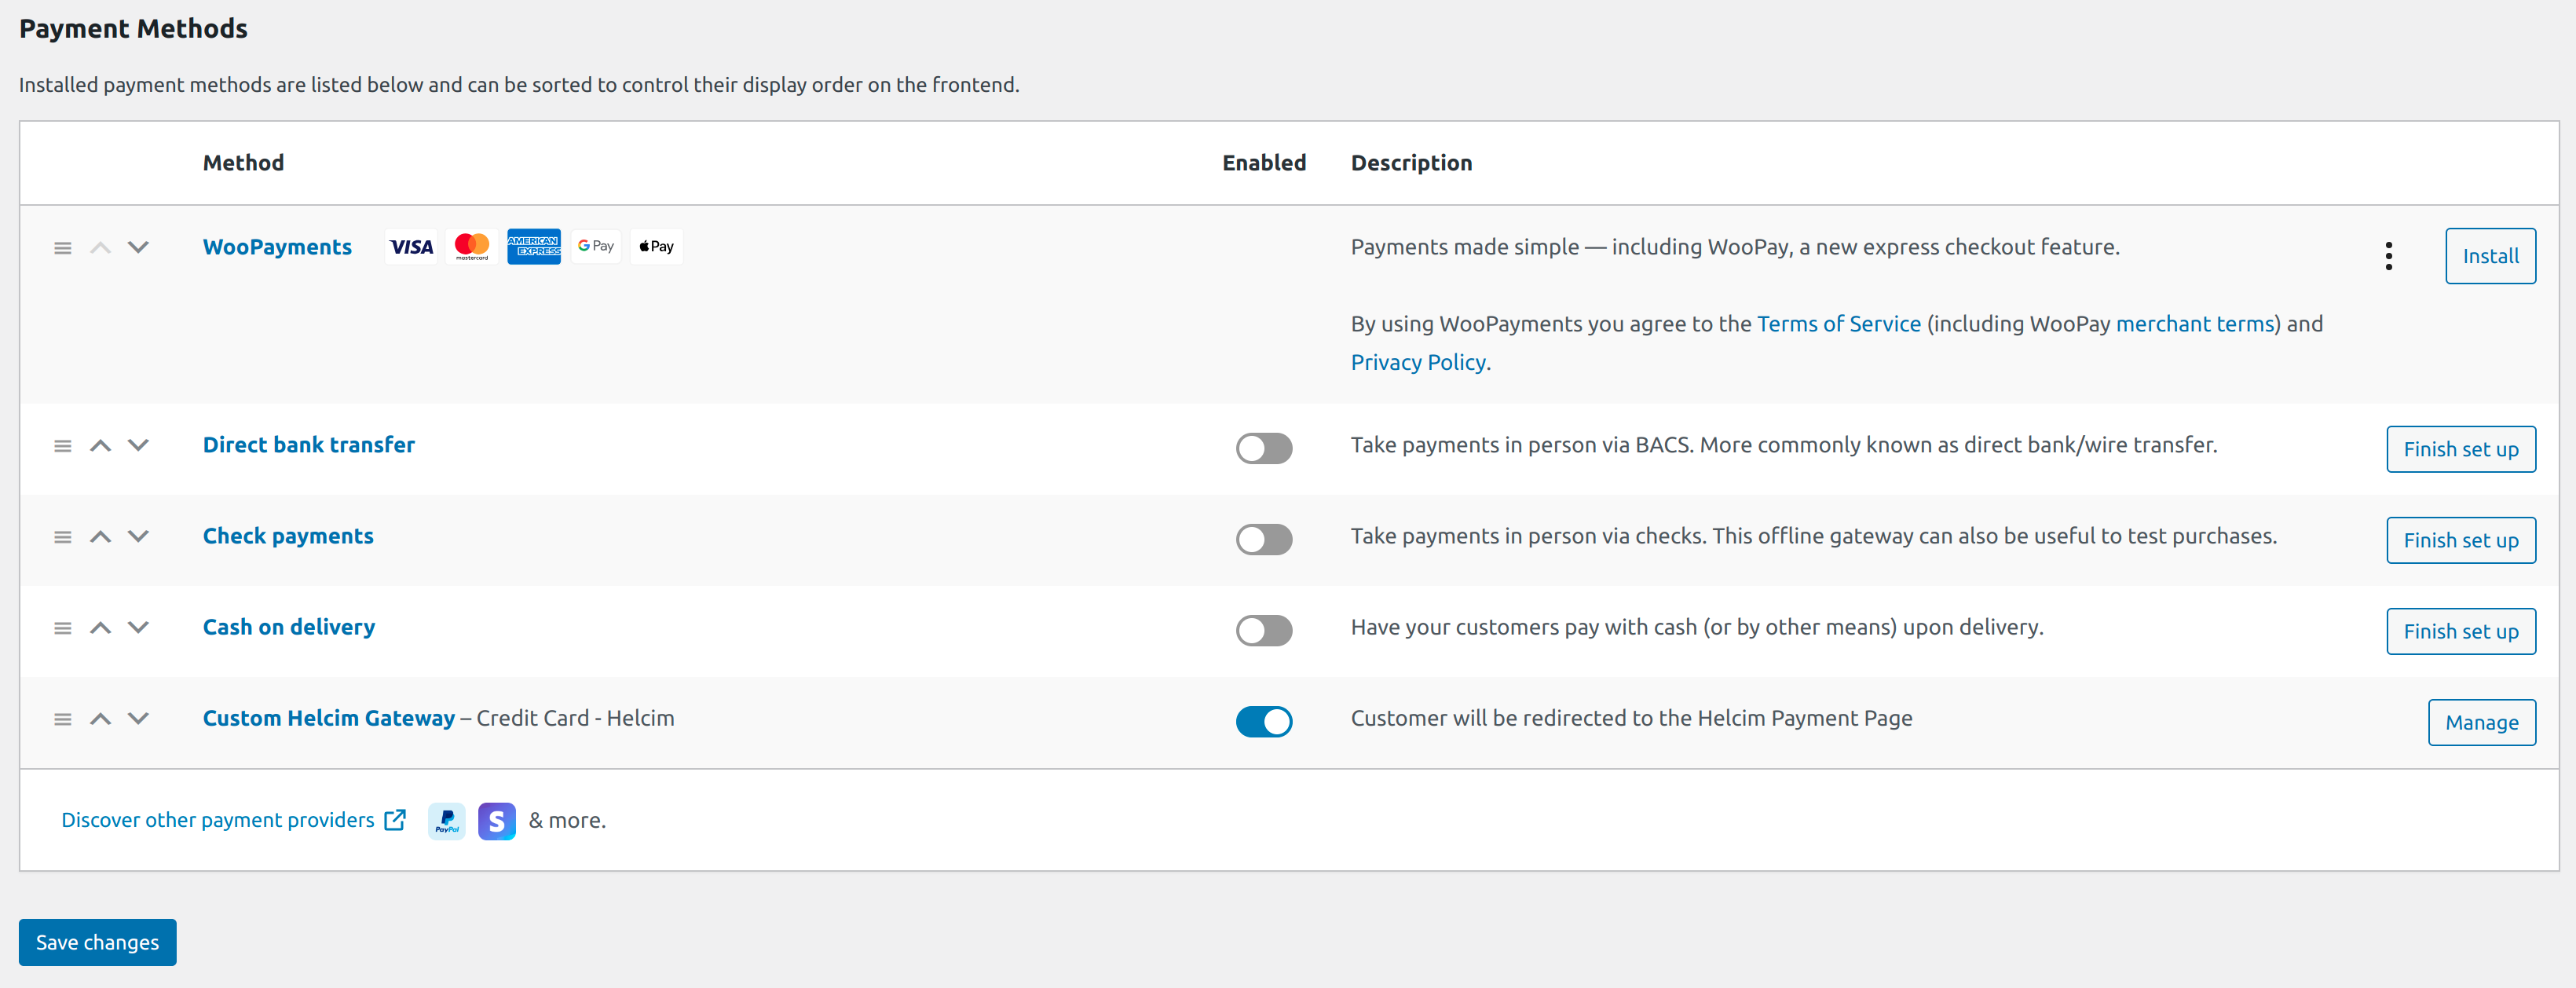 Payment Methods
Installed payment methods are listed below and can be sorted to control their display order on the frontend.
Method Enabled Description
WooPayments VISA mastercard AMERICAN EXPRESS G Pay Pay Payments made simple — including WooPay, a new express checkout feature. Install
By using WooPayments you agree to the Terms of Service (including WooPay merchant terms) and
Privacy Policy.
Direct bank transfer Take payments in person via BACS. More commonly known as direct bank/wire transfer. Finish set up
Check payments Take payments in person via checks. This offline gateway can also be useful to test purchases. Finish set up
Cash on delivery Have your customers pay with cash (or by other means) upon delivery. Finish set up
Custom Helcim Gateway – Credit Card - Helcim Customer will be redirected to the Helcim Payment Page Manage
Discover other payment providers PayPal S & more.
Save changes